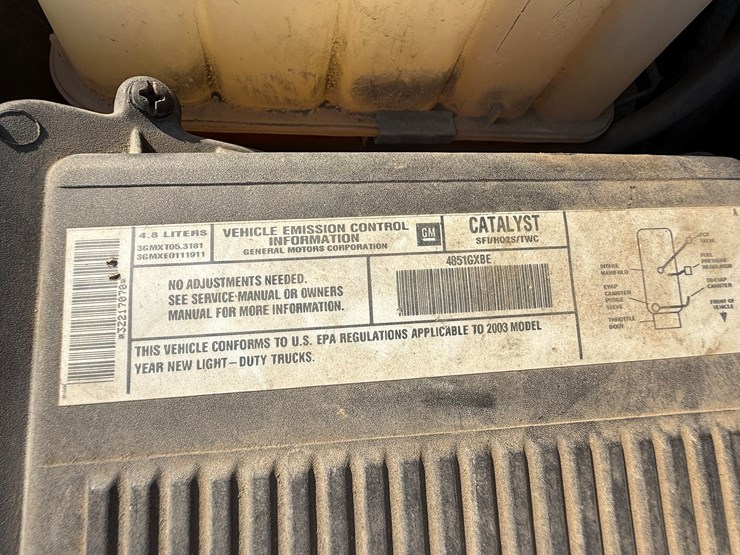 4.8 LITERS
3GMXT05.3181
3GMXE0111911
VEHICLE EMISSION CONTROL
INFORMATION
GENERAL MOTORS CORPORATION
GM
CATALYST
SFI/HO2S/TWC
NO ADJUSTMENTS NEEDED.
SEE SERVICE MANUAL OR OWNERS
MANUAL FOR MORE INFORMATION.
4851GXBE
THIS VEHICLE CONFORMS TO U.S. EPA REGULATIONS APPLICABLE TO 2003 MODEL
YEAR NEW LIGHT-DUTY TRUCKS.
A
INTAKE
MANIFOLD
EVAP
CANISTER
PURGE
VALVE
THROTTLE
BODY
VALVE
FUEL
PRESSURE
REGULATOR
CANISTER
FRONT OF
VEHICLE